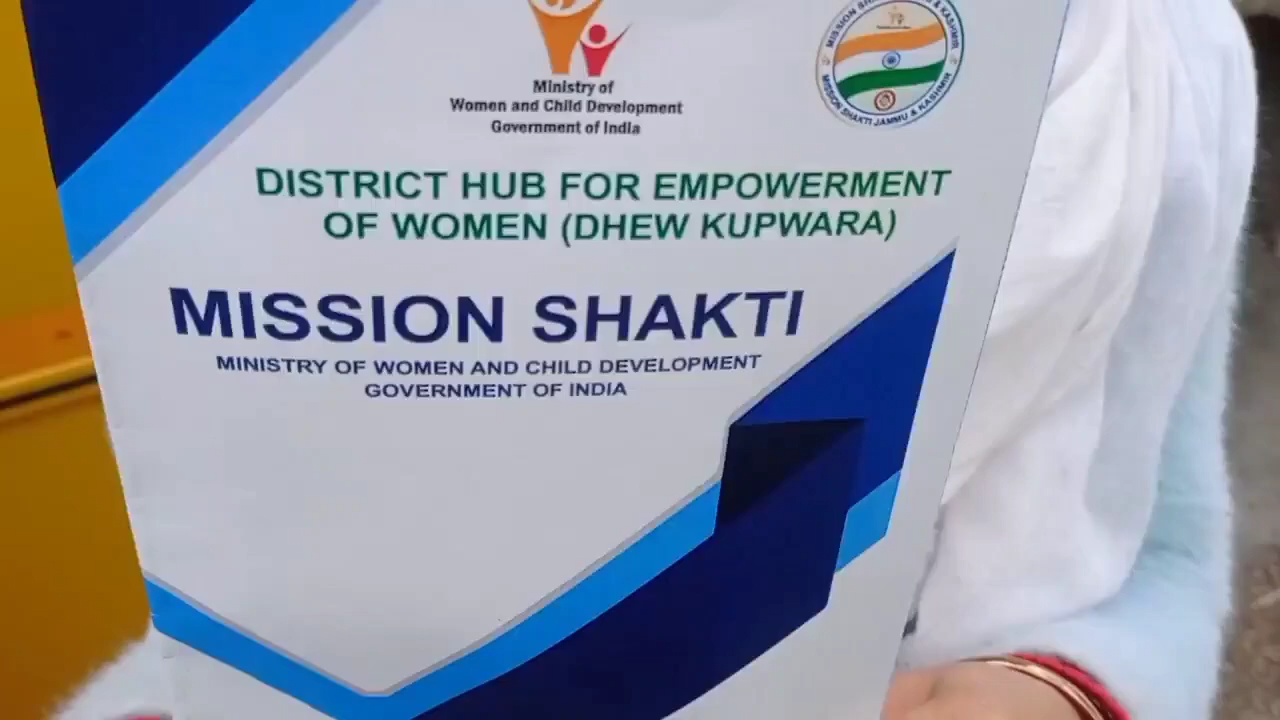 Ministry of
Women and Child Development
Government of India
MISSION SHAKTI JAMMU & KASHMIR
DISTRICT HUB FOR EMPOWERMENT
OF WOMEN (DHEW KUPWARA)
MISSION SHAKTI
MINISTRY OF WOMEN AND CHILD DEVELOPMENT
GOVERNMENT OF INDIA